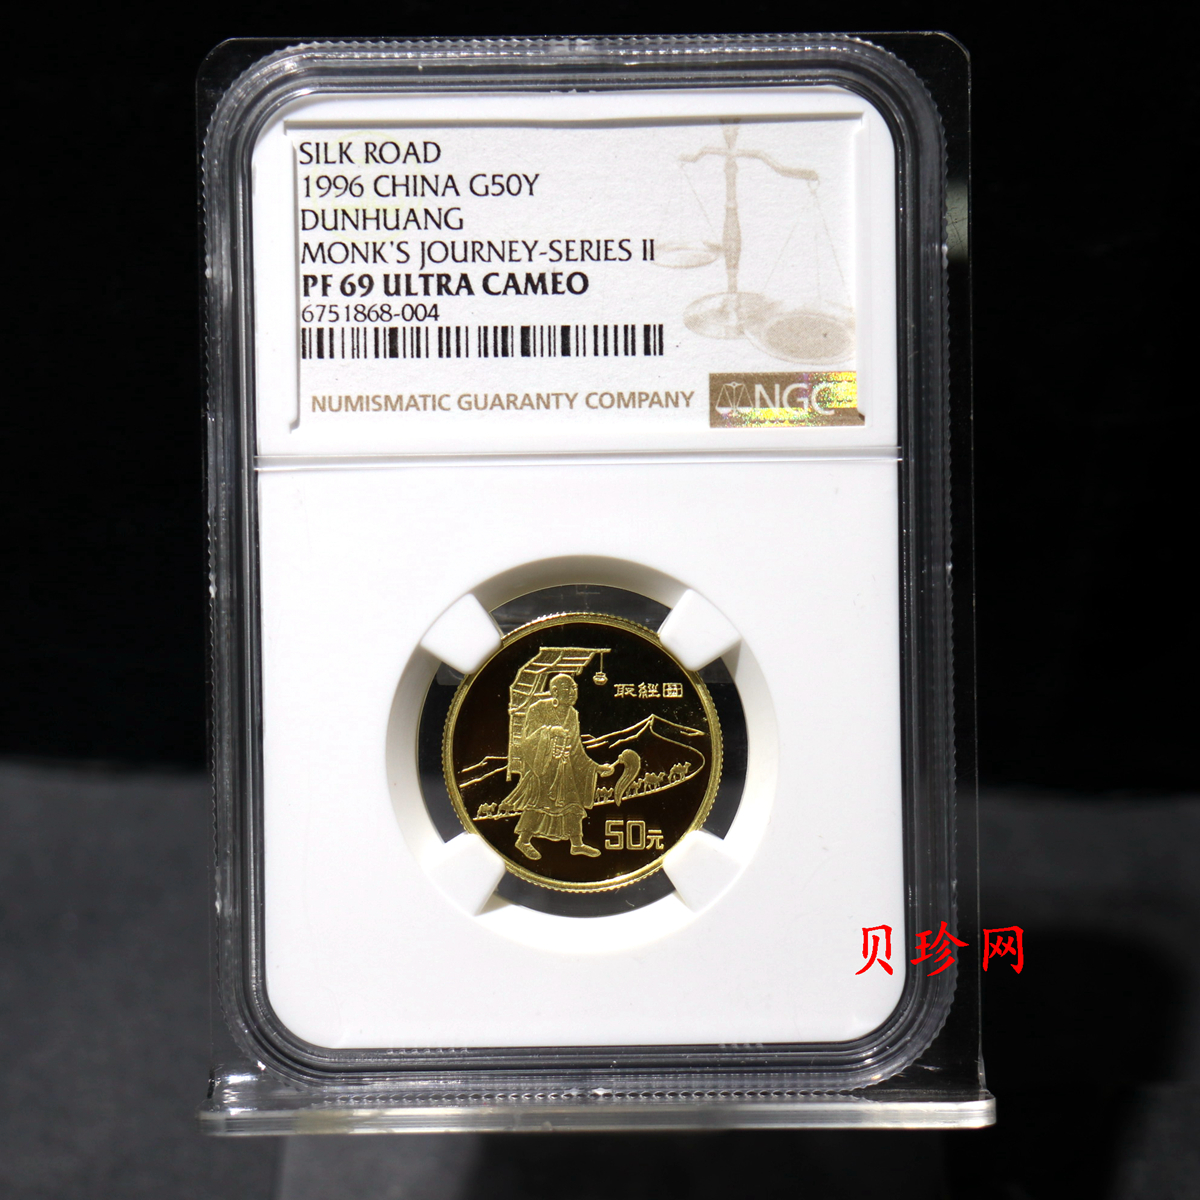 SILK ROAD
1996 CHINA G50Y
DUNHUANG
MONK'S JOURNEY-SERIES II
PF 69 ULTRA CAMEO
6751868-004
NUMISMATIC GUARANTY COMPANY
NGC
取經圖
50元
贝珍网